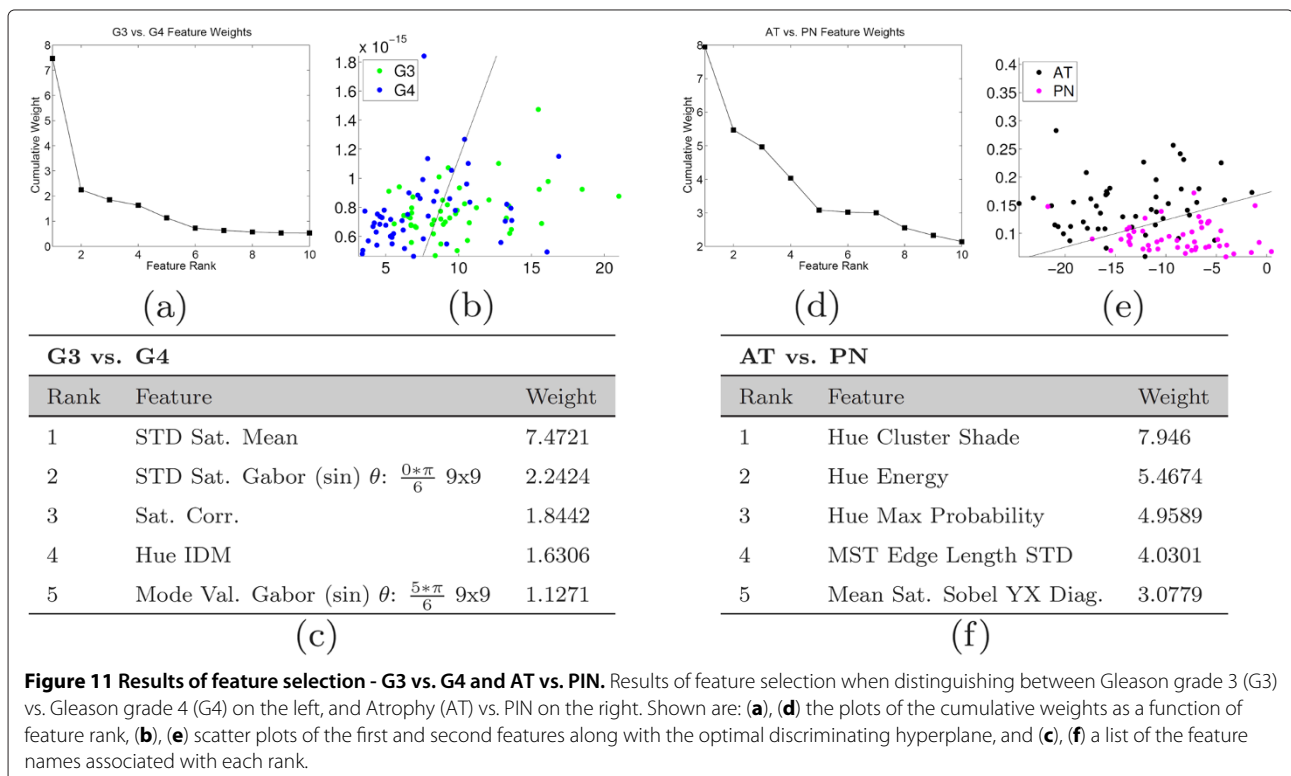 G3 vs. G4 Feature Weights
Cumulative Weight
8
7
6
5
4
3
2
1
0
2 4 6 8 10
Feature Rank
(a)
x 10^-15
1.8
1.6
1.4
1.2
1
0.8
0.6
G3
G4
5 10 15 20
(b)
AT vs. PN Feature Weights
Cumulative Weight
8
7
6
5
4
3
2
2 4 6 8 10
Feature Rank
(d)
0.4
0.35
0.3
0.25
0.2
0.15
0.1
AT
PN
−20 −15 −10 −5 0
(e)
G3 vs. G4
Rank Feature Weight
1 STD Sat. Mean 7.4721
2 STD Sat. Gabor (sin) θ: 0*π/6 9x9 2.2424
3 Sat. Corr. 1.8442
4 Hue IDM 1.6306
5 Mode Val. Gabor (sin) θ: 5*π/6 9x9 1.1271
(c)
AT vs. PN
Rank Feature Weight
1 Hue Cluster Shade 7.946
2 Hue Energy 5.4674
3 Hue Max Probability 4.9589
4 MST Edge Length STD 4.0301
5 Mean Sat. Sobel YX Diag. 3.0779
(f)
Figure 11 Results of feature selection - G3 vs. G4 and AT vs. PIN. Results of feature selection when distinguishing between Gleason grade 3 (G3)
vs. Gleason grade 4 (G4) on the left, and Atrophy (AT) vs. PIN on the right. Shown are: (a), (d) the plots of the cumulative weights as a function of
feature rank, (b), (e) scatter plots of the first and second features along with the optimal discriminating hyperplane, and (c), (f) a list of the feature
names associated with each rank.